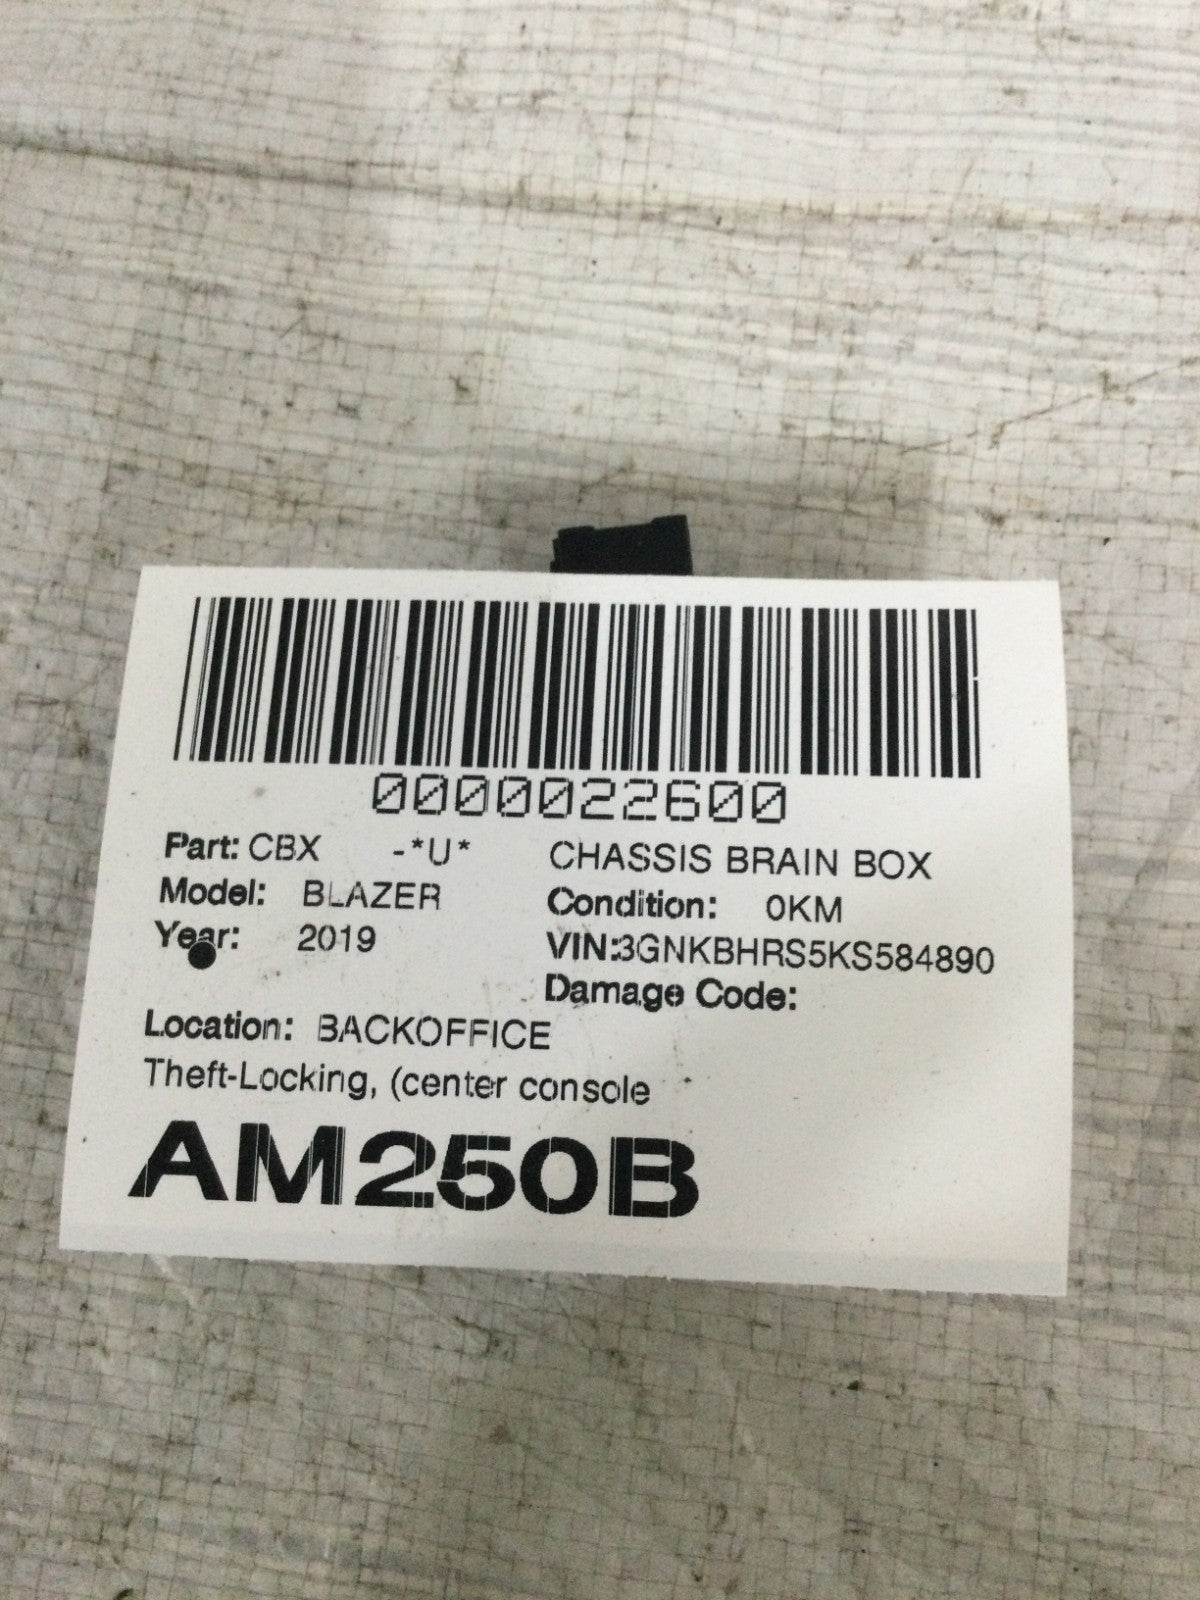 0000022600
Part: CBX -*U* CHASSIS BRAIN BOX
Model: BLAZER Condition: 0KM
Year: 2019 VIN:3GNKBHRS5KS584890
Damage Code:
Location: BACKOFFICE
Theft-Locking, (center console
AM250B